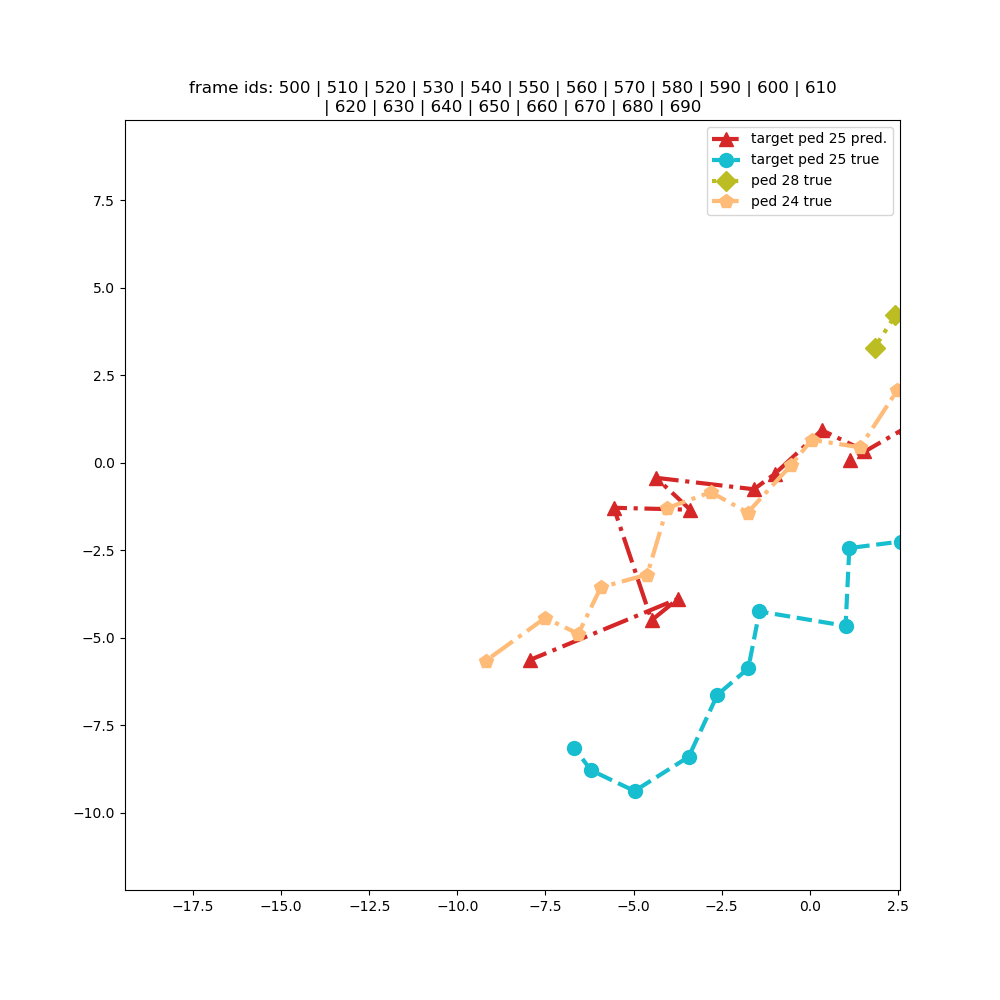 frame ids: 500 | 510 | 520 | 530 | 540 | 550 | 560 | 570 | 580 | 590 | 600 | 610
| 620 | 630 | 640 | 650 | 660 | 670 | 680 | 690
target ped 25 pred.
target ped 25 true
ped 28 true
ped 24 true
7.5
5.0
2.5
0.0
−2.5
−5.0
−7.5
−10.0
−17.5 −15.0 −12.5 −10.0 −7.5 −5.0 −2.5 0.0 2.5